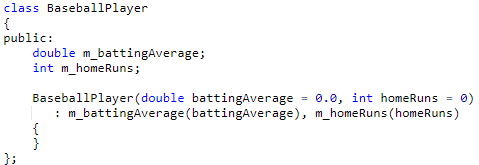 class BaseballPlayer
{
public:
    double m_battingAverage;
    int m_homeRuns;

    BaseballPlayer(double battingAverage = 0.0, int homeRuns = 0)
       : m_battingAverage(battingAverage), m_homeRuns(homeRuns)
    {
    }
};